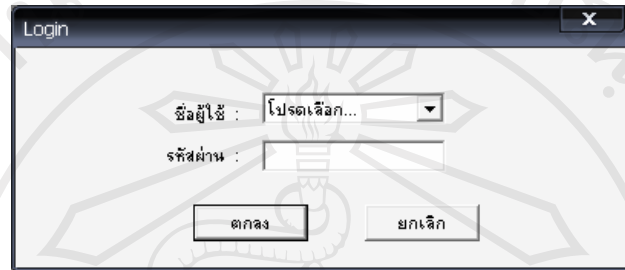 Login x
ชื่อผู้ใช้ : โปรดเลือก...
รหัสผ่าน :
ตกลง ยกเลิก